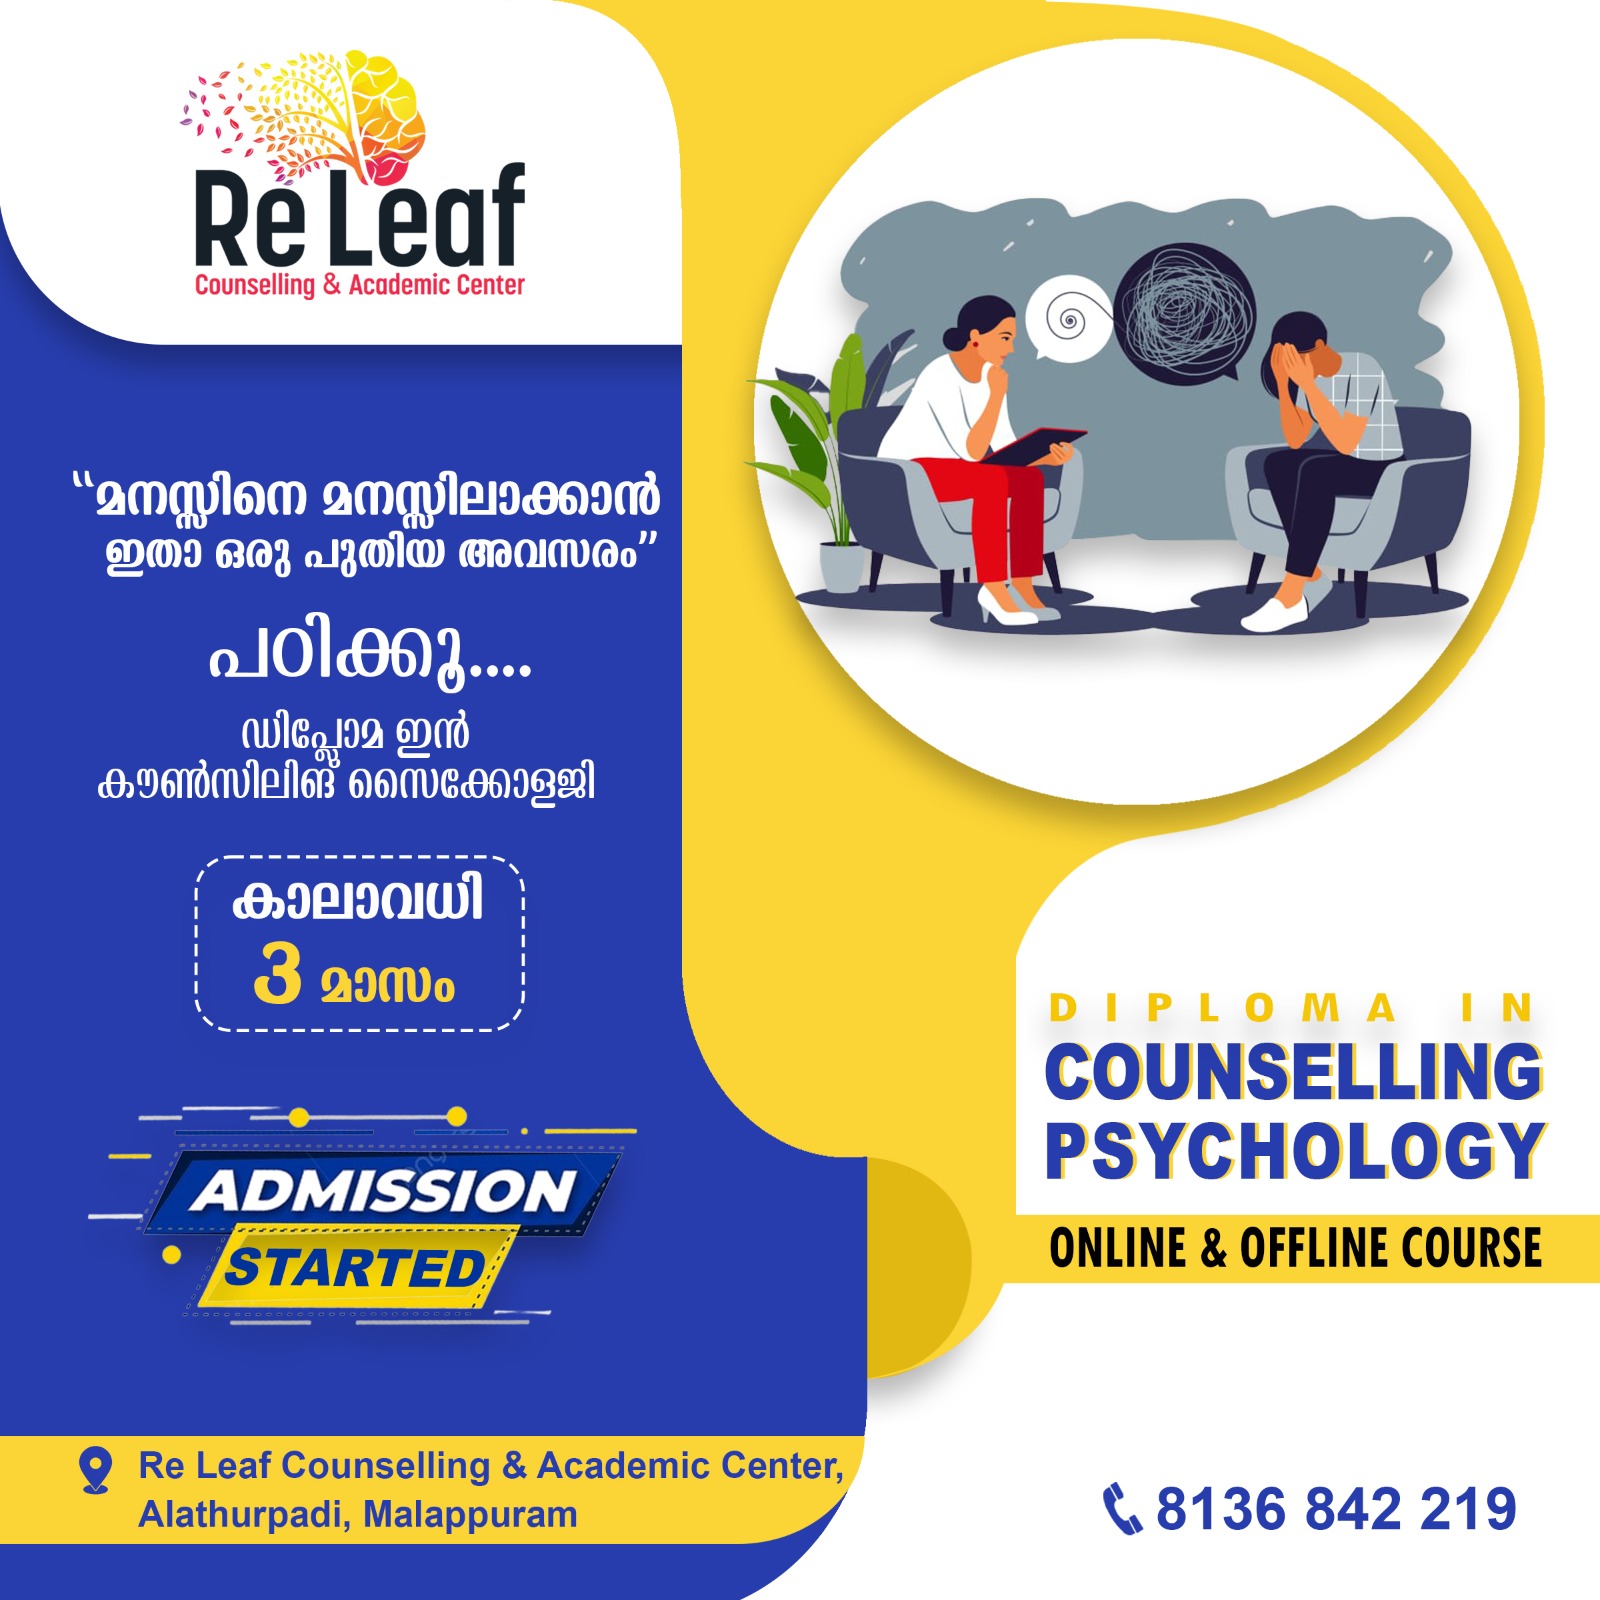 Re Leaf
Counselling & Academic Center
“മനസ്സിനെ മനസ്സിലാക്കാൻ
ഇതാ ഒരു പുതിയ അവസരം”
പഠിക്കൂ....
ഡിപ്ലോമ ഇൻ
കൗൺസിലിങ് സൈക്കോളജി
കാലാവധി
3 മാസം
ADMISSION
STARTED
Re Leaf Counselling & Academic Center,
Alathurpadi, Malappuram
DIPLOMA IN
COUNSELLING
PSYCHOLOGY
ONLINE & OFFLINE COURSE
8136 842 219